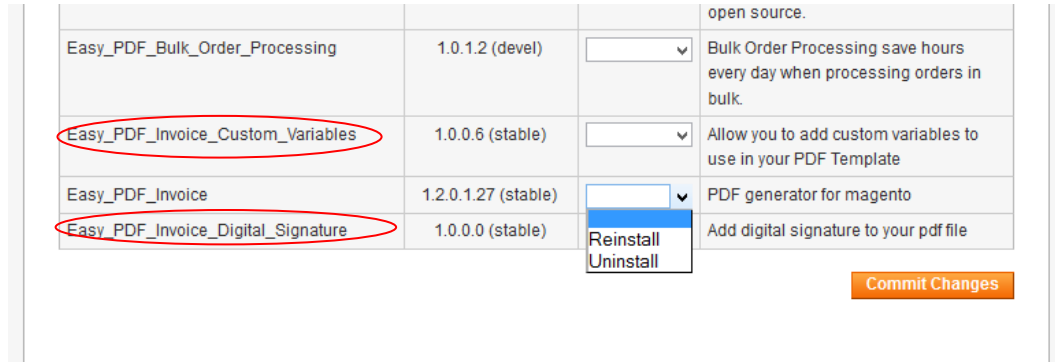 open source.
Easy_PDF_Bulk_Order_Processing 1.0.1.2 (devel) Bulk Order Processing save hours
every day when processing orders in
bulk.
Easy_PDF_Invoice_Custom_Variables 1.0.0.6 (stable) Allow you to add custom variables to
use in your PDF Template
Easy_PDF_Invoice 1.2.0.1.27 (stable) PDF generator for magento
Easy_PDF_Invoice_Digital_Signature 1.0.0.0 (stable) Add digital signature to your pdf file
Reinstall
Uninstall
Commit Changes